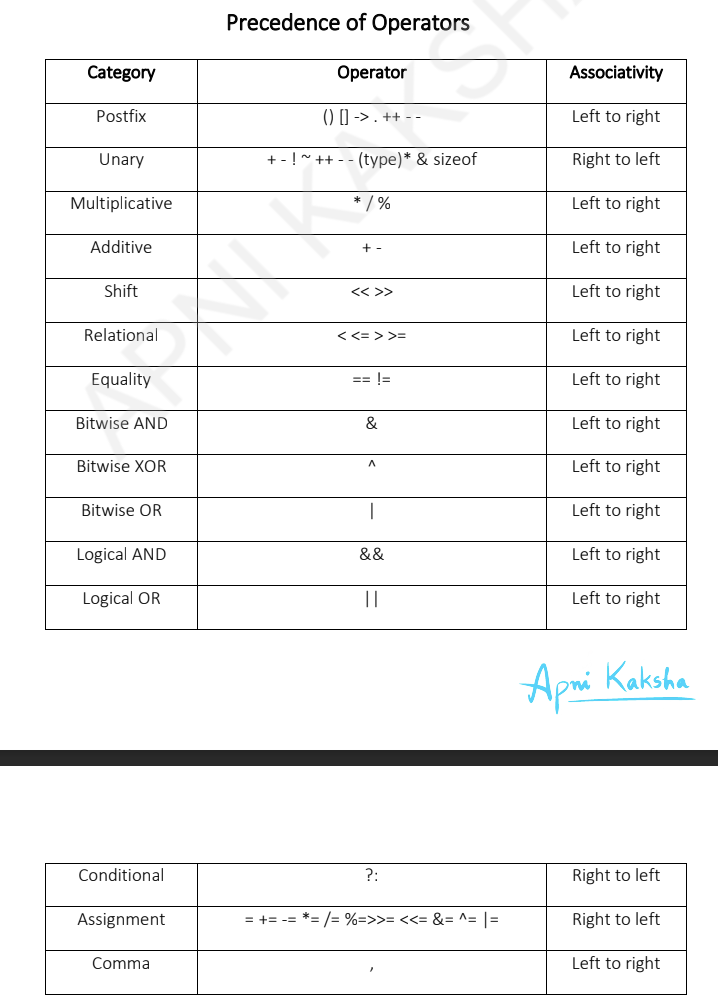 Precedence of Operators
Category Operator Associativity
Postfix () [] -> . ++ - - Left to right
Unary + - ! ~ ++ - - (type)* & sizeof Right to left
Multiplicative * / % Left to right
Additive + - Left to right
Shift << >> Left to right
Relational < <= > >= Left to right
Equality == != Left to right
Bitwise AND & Left to right
Bitwise XOR ^ Left to right
Bitwise OR | Left to right
Logical AND && Left to right
Logical OR || Left to right
Apni Kaksha
Conditional ?: Right to left
Assignment = += -= *= /= %=>>= <<= &= ^= |= Right to left
Comma , Left to right
APNI KAKSHA